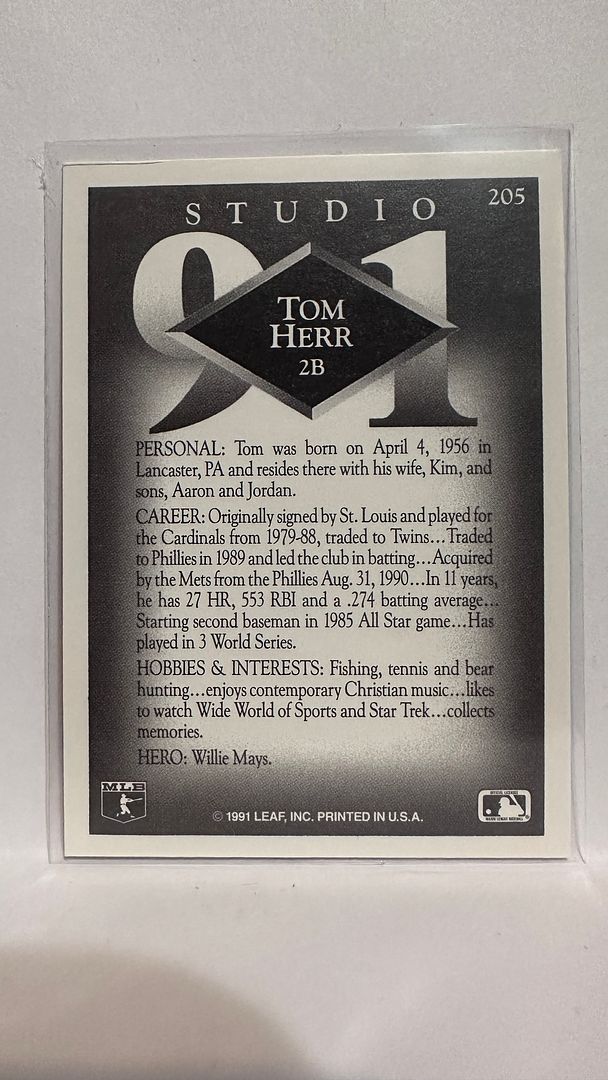 205
STUDIO
91
TOM
HERR
2B
PERSONAL: Tom was born on April 4, 1956 in
Lancaster, PA and resides there with his wife, Kim, and
sons, Aaron and Jordan.
CAREER: Originally signed by St. Louis and played for
the Cardinals from 1979-88, traded to Twins...Traded
to Phillies in 1989 and led the club in batting...Acquired
by the Mets from the Phillies Aug. 31, 1990...In 11 years,
he has 27 HR, 553 RBI and a .274 batting average...
Starting second baseman in 1985 All Star game...Has
played in 3 World Series.
HOBBIES & INTERESTS: Fishing, tennis and bear
hunting...enjoys contemporary Christian music...likes
to watch Wide World of Sports and Star Trek...collects
memories.
HERO: Willie Mays.
MLB
OFFICIAL LICENSEE
MAJOR LEAGUE BASEBALL
© 1991 LEAF, INC. PRINTED IN U.S.A.